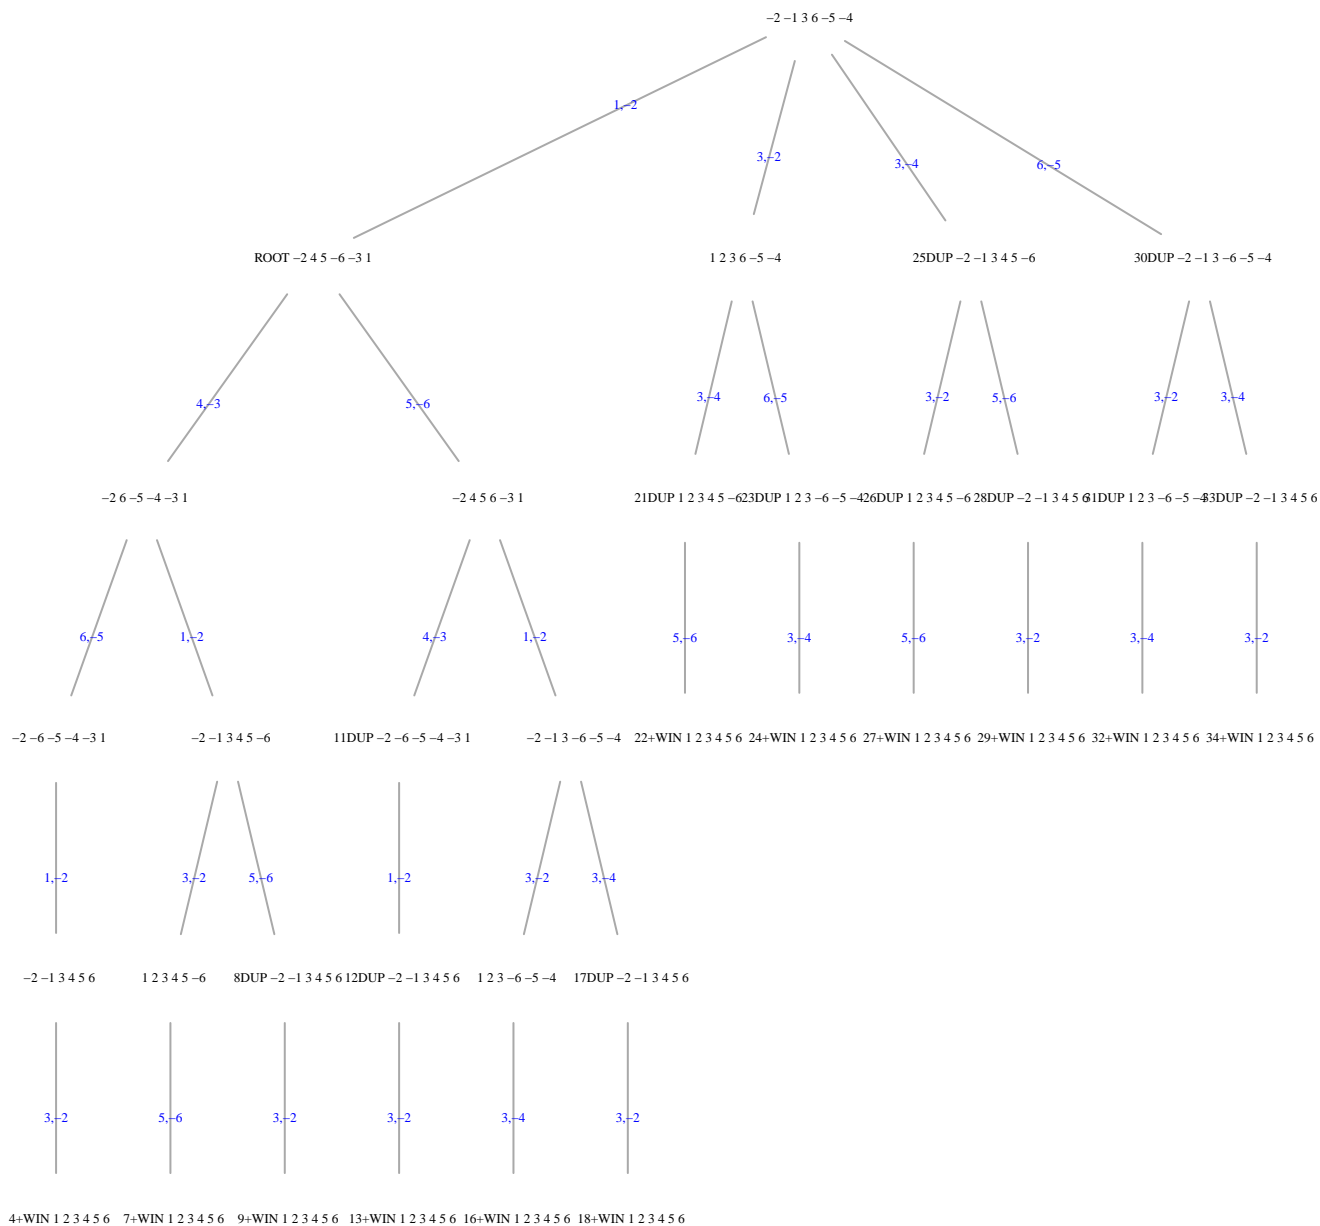 −2 −1 3 6 −5 −4
1,−2
3,−2
3,−4
6,−5
ROOT −2 4 5 −6 −3 1
1 2 3 6 −5 −4
25DUP −2 −1 3 4 5 −6
30DUP −2 −1 3 −6 −5 −4
4,−3
5,−6
3,−4
6,−5
3,−2
5,−6
3,−2
3,−4
−2 6 −5 −4 −3 1
−2 4 5 6 −3 1
21DUP 1 2 3 4 5 −6
23DUP 1 2 3 −6 −5 −4
26DUP 1 2 3 4 5 −6
28DUP −2 −1 3 4 5 6
31DUP 1 2 3 −6 −5 −4
33DUP −2 −1 3 4 5 6
6,−5
1,−2
4,−3
1,−2
5,−6
3,−4
5,−6
3,−2
3,−4
3,−2
−2 −6 −5 −4 −3 1
−2 −1 3 4 5 −6
11DUP −2 −6 −5 −4 −3 1
−2 −1 3 −6 −5 −4
22+WIN 1 2 3 4 5 6
24+WIN 1 2 3 4 5 6
27+WIN 1 2 3 4 5 6
29+WIN 1 2 3 4 5 6
32+WIN 1 2 3 4 5 6
34+WIN 1 2 3 4 5 6
1,−2
3,−2
5,−6
1,−2
3,−2
3,−4
−2 −1 3 4 5 6
1 2 3 4 5 −6
8DUP −2 −1 3 4 5 6
12DUP −2 −1 3 4 5 6
1 2 3 −6 −5 −4
17DUP −2 −1 3 4 5 6
3,−2
5,−6
3,−2
3,−2
3,−4
3,−2
4+WIN 1 2 3 4 5 6
7+WIN 1 2 3 4 5 6
9+WIN 1 2 3 4 5 6
13+WIN 1 2 3 4 5 6
16+WIN 1 2 3 4 5 6
18+WIN 1 2 3 4 5 6